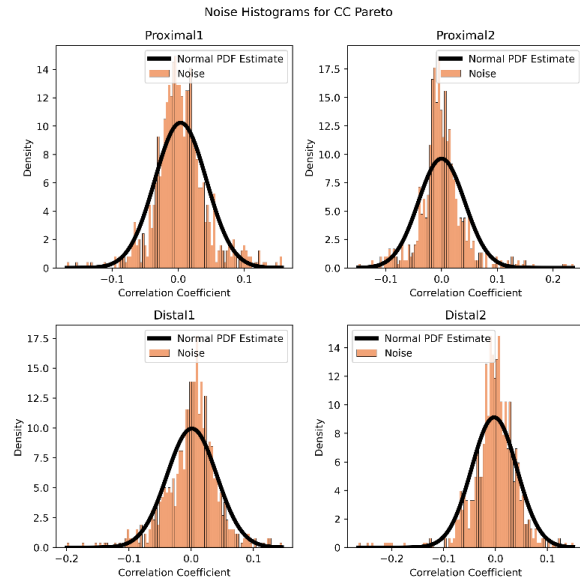 Noise Histograms for CC Pareto
Proximal1
Normal PDF Estimate
Noise
Density
14
12
10
8
6
4
2
0
−0.1
0.0
0.1
Correlation Coefficient
Proximal2
Normal PDF Estimate
Noise
Density
17.5
15.0
12.5
10.0
7.5
5.0
2.5
0.0
−0.1
0.0
0.1
0.2
Correlation Coefficient
Distal1
Normal PDF Estimate
Noise
Density
17.5
15.0
12.5
10.0
7.5
5.0
2.5
0.0
−0.2
−0.1
0.0
0.1
Correlation Coefficient
Distal2
Normal PDF Estimate
Noise
Density
14
12
10
8
6
4
2
0
−0.2
−0.1
0.0
0.1
Correlation Coefficient